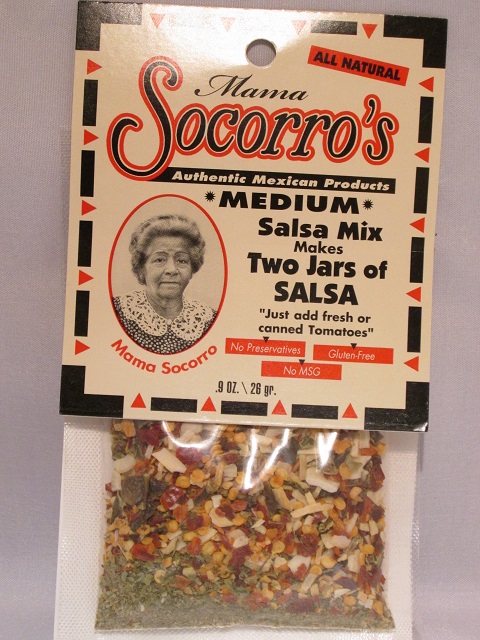 ALL NATURAL
Mama
Socorro's
Authentic Mexican Products
*MEDIUM*
Salsa Mix
Makes
Two Jars of
SALSA
"Just add fresh or
canned Tomatoes"
Mama Socorro
No Preservatives
Gluten-Free
No MSG
.9 OZ. \ 26 gr.